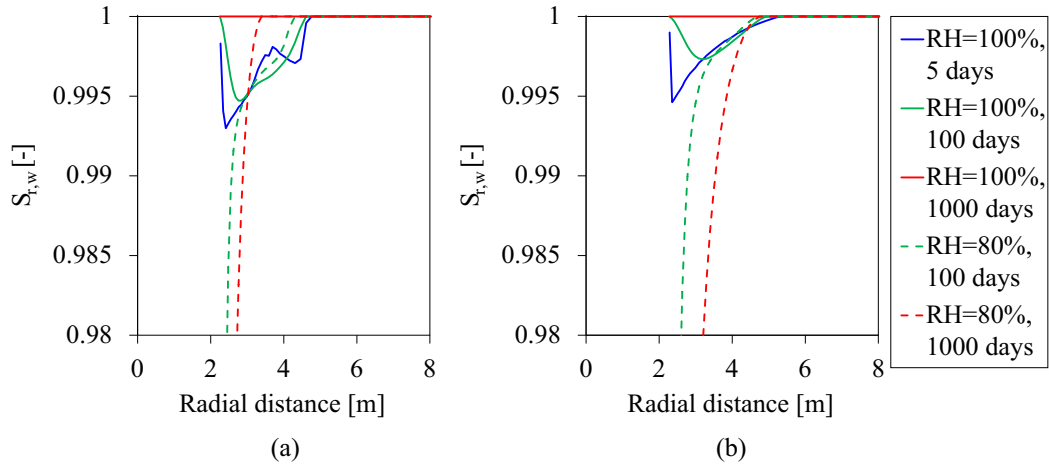 1
0.995
0.99
0.985
0.98
S_{r,w} [-]
0 2 4 6 8
Radial distance [m]
(a)
1
0.995
0.99
0.985
0.98
S_{r,w} [-]
0 2 4 6 8
Radial distance [m]
(b)
RH=100%,
5 days
RH=100%,
100 days
RH=100%,
1000 days
RH=80%,
100 days
RH=80%,
1000 days